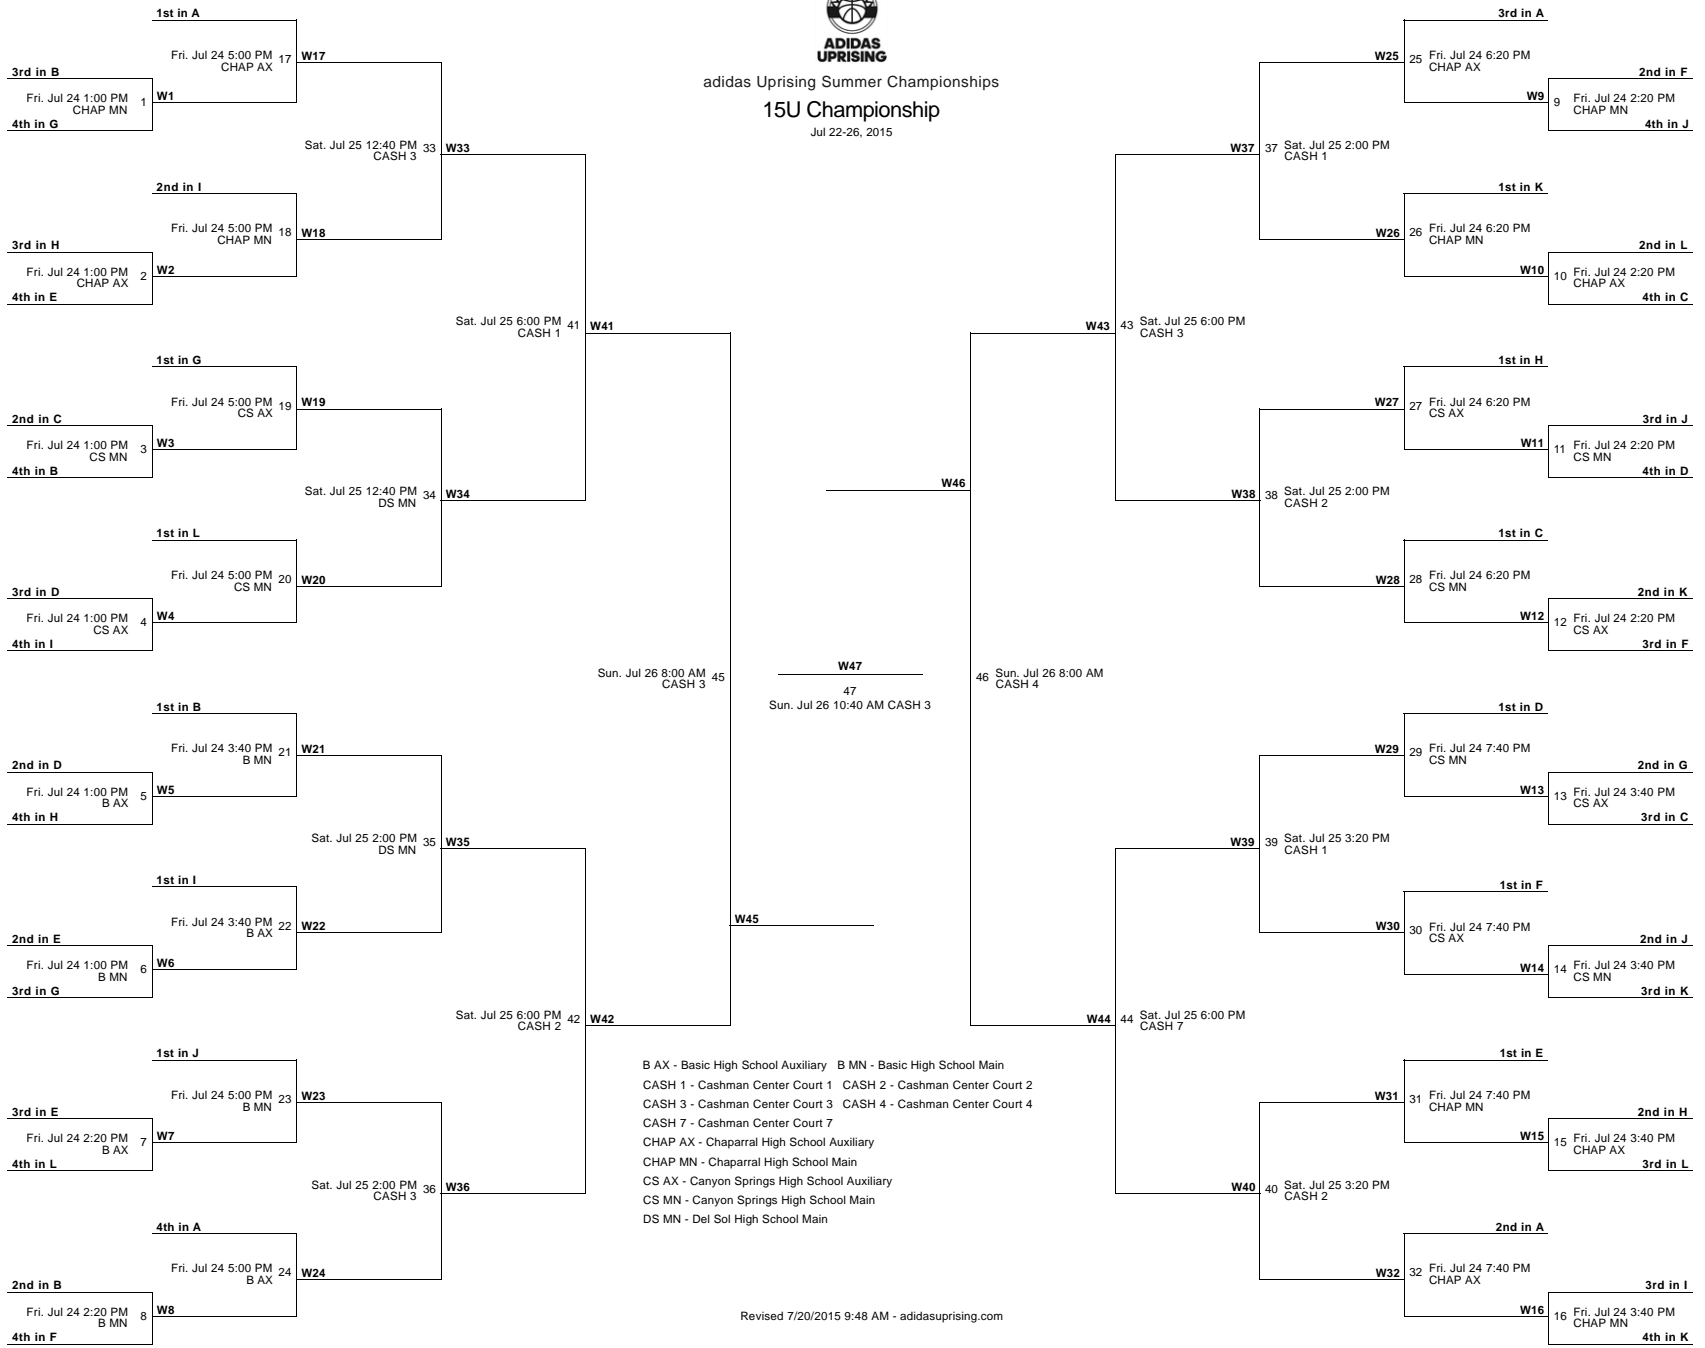 ADIDAS
UPRISING
adidas Uprising Summer Championships
15U Championship
Jul 22-26, 2015
1st in A
Fri. Jul 24 5:00 PM 17 W17
CHAP AX
3rd in B
Fri. Jul 24 1:00 PM 1 W1
CHAP MN
4th in G
Sat. Jul 25 12:40 PM 33 W33
CASH 3
2nd in I
Fri. Jul 24 5:00 PM 18 W18
CHAP MN
3rd in H
Fri. Jul 24 1:00 PM 2 W2
CHAP AX
4th in E
Sat. Jul 25 6:00 PM 41 W41
CASH 1
1st in G
Fri. Jul 24 5:00 PM 19 W19
CS AX
2nd in C
Fri. Jul 24 1:00 PM 3 W3
CS MN
4th in B
Sat. Jul 25 12:40 PM 34 W34
DS MN
1st in L
Fri. Jul 24 5:00 PM 20 W20
CS MN
3rd in D
Fri. Jul 24 1:00 PM 4 W4
CS AX
4th in I
Sun. Jul 26 8:00 AM 45
CASH 3
1st in B
Fri. Jul 24 3:40 PM 21 W21
B MN
2nd in D
Fri. Jul 24 1:00 PM 5 W5
B AX
4th in H
Sat. Jul 25 2:00 PM 35 W35
DS MN
1st in I
Fri. Jul 24 3:40 PM 22 W22
B AX
W45
2nd in E
Fri. Jul 24 1:00 PM 6 W6
B MN
3rd in G
Sat. Jul 25 6:00 PM 42 W42
CASH 2
1st in J
Fri. Jul 24 5:00 PM 23 W23
B MN
3rd in E
Fri. Jul 24 2:20 PM 7 W7
B AX
4th in L
Sat. Jul 25 2:00 PM 36 W36
CASH 3
4th in A
Fri. Jul 24 5:00 PM 24 W24
B AX
2nd in B
Fri. Jul 24 2:20 PM 8 W8
B MN
4th in F
W47
47
Sun. Jul 26 10:40 AM CASH 3
3rd in A
W25 25 Fri. Jul 24 6:20 PM
CHAP AX
2nd in F
W9 9 Fri. Jul 24 2:20 PM
CHAP MN
4th in J
W37 37 Sat. Jul 25 2:00 PM
CASH 1
1st in K
W26 26 Fri. Jul 24 6:20 PM
CHAP MN
2nd in L
W10 10 Fri. Jul 24 2:20 PM
CHAP AX
4th in C
W43 43 Sat. Jul 25 6:00 PM
CASH 3
1st in H
W27 27 Fri. Jul 24 6:20 PM
CS AX
3rd in J
W11 11 Fri. Jul 24 2:20 PM
CS MN
4th in D
W46
W38 38 Sat. Jul 25 2:00 PM
CASH 2
1st in C
W28 28 Fri. Jul 24 6:20 PM
CS MN
2nd in K
W12 12 Fri. Jul 24 2:20 PM
CS AX
3rd in F
46 Sun. Jul 26 8:00 AM
CASH 4
1st in D
W29 29 Fri. Jul 24 7:40 PM
CS MN
2nd in G
W13 13 Fri. Jul 24 3:40 PM
CS AX
3rd in C
W39 39 Sat. Jul 25 3:20 PM
CASH 1
1st in F
W30 30 Fri. Jul 24 7:40 PM
CS AX
2nd in J
W14 14 Fri. Jul 24 3:40 PM
CS MN
3rd in K
W44 44 Sat. Jul 25 6:00 PM
CASH 7
1st in E
W31 31 Fri. Jul 24 7:40 PM
CHAP MN
2nd in H
W15 15 Fri. Jul 24 3:40 PM
CHAP AX
3rd in L
W40 40 Sat. Jul 25 3:20 PM
CASH 2
2nd in A
W32 32 Fri. Jul 24 7:40 PM
CHAP AX
3rd in I
W16 16 Fri. Jul 24 3:40 PM
CHAP MN
4th in K
B AX - Basic High School Auxiliary B MN - Basic High School Main
CASH 1 - Cashman Center Court 1 CASH 2 - Cashman Center Court 2
CASH 3 - Cashman Center Court 3 CASH 4 - Cashman Center Court 4
CASH 7 - Cashman Center Court 7
CHAP AX - Chaparral High School Auxiliary
CHAP MN - Chaparral High School Main
CS AX - Canyon Springs High School Auxiliary
CS MN - Canyon Springs High School Main
DS MN - Del Sol High School Main
Revised 7/20/2015 9:48 AM - adidasuprising.com